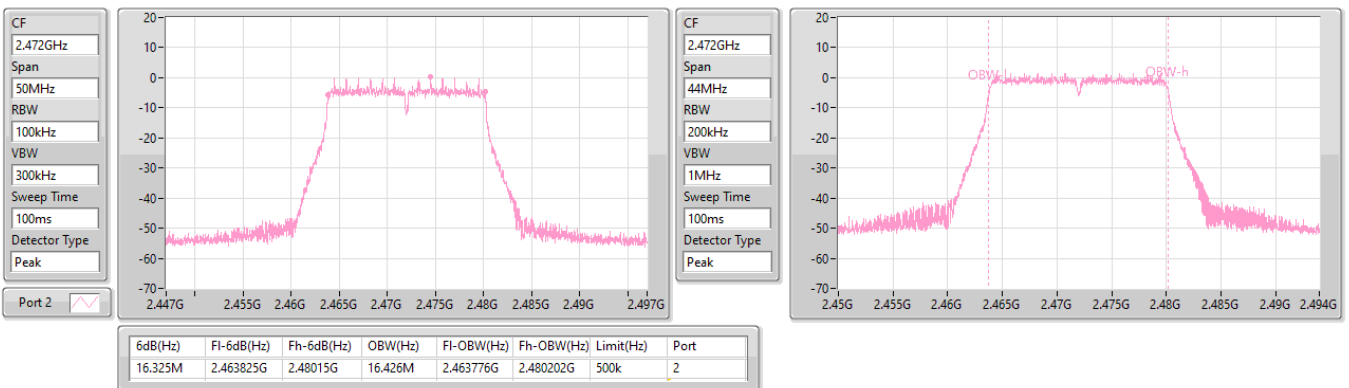 CF
2.472GHz
Span
50MHz
RBW
100kHz
VBW
300kHz
Sweep Time
100ms
Detector Type
Peak
Port 2
20
10
0
-10
-20
-30
-40
-50
-60
-70
2.447G 2.455G 2.46G 2.465G 2.47G 2.475G 2.48G 2.485G 2.49G 2.497G
CF
2.472GHz
Span
44MHz
RBW
200kHz
VBW
1MHz
Sweep Time
100ms
Detector Type
Peak
20
10
0
-10
-20
-30
-40
-50
-60
-70
OBW-l OBW-h
2.45G 2.455G 2.46G 2.465G 2.47G 2.475G 2.48G 2.485G 2.49G 2.494G
6dB(Hz) Fl-6dB(Hz) Fh-6dB(Hz) OBW(Hz) Fl-OBW(Hz) Fh-OBW(Hz) Limit(Hz) Port
16.325M 2.463825G 2.48015G 16.426M 2.463776G 2.480202G 500k 2